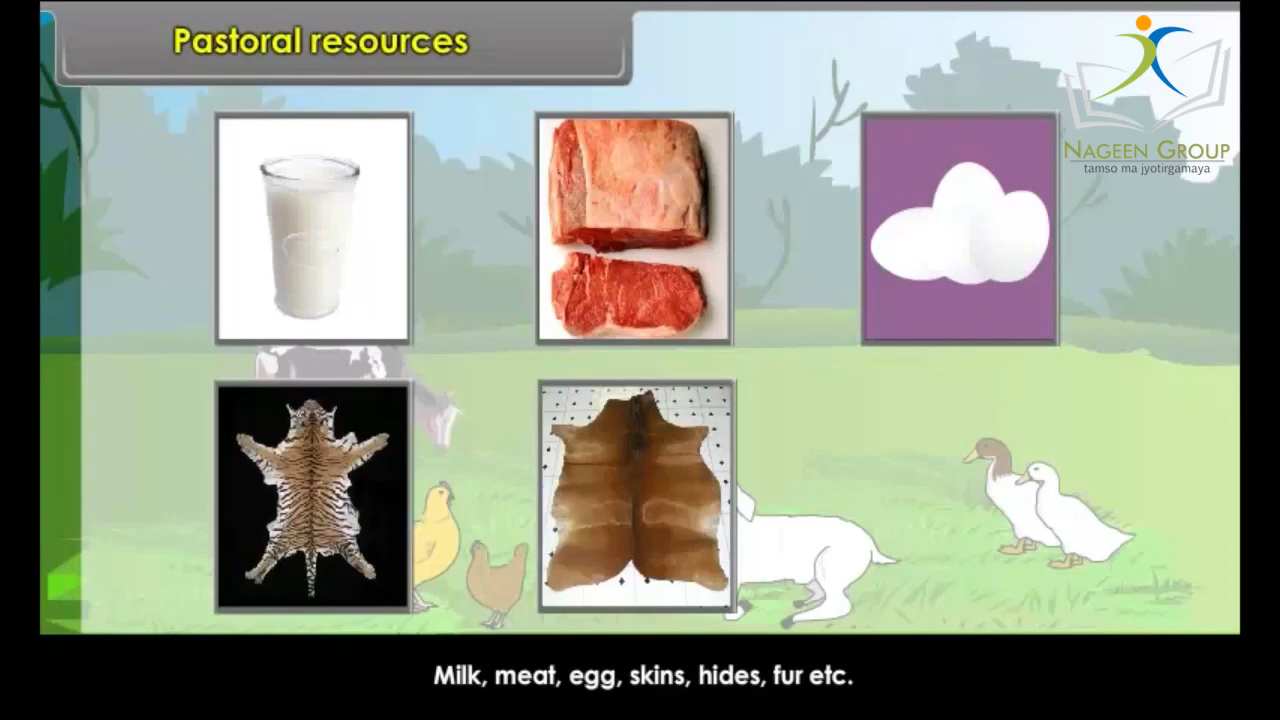 Pastoral resources
NAGEEN GROUP
tamso ma jyotirgamaya
Milk, meat, egg, skins, hides, fur etc.